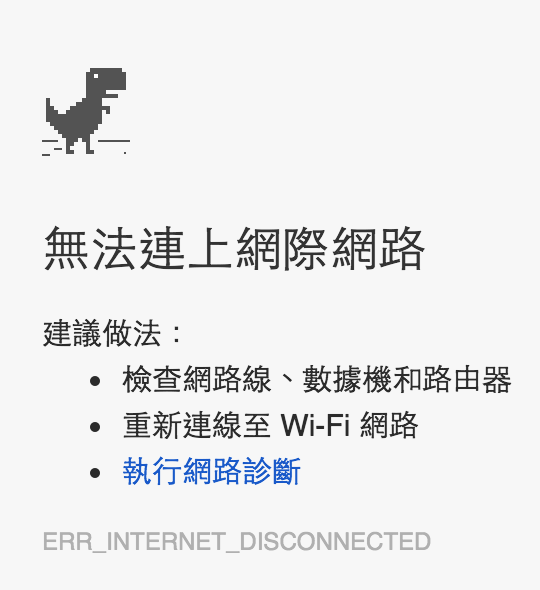 無法連上網際網路
建議做法：
• 檢查網路線、數據機和路由器
• 重新連線至 Wi-Fi 網路
• 執行網路診斷
ERR_INTERNET_DISCONNECTED